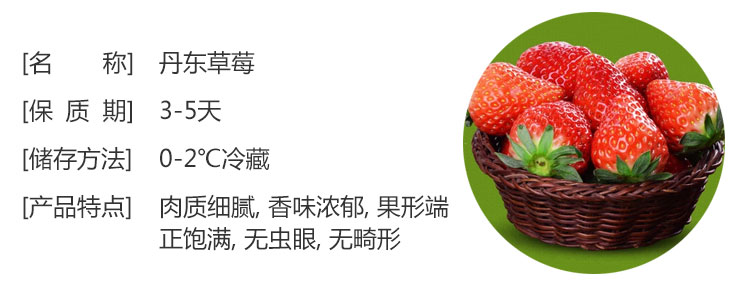 [名 称] 丹东草莓
[保 质 期] 3-5天
[储存方法] 0-2℃冷藏
[产品特点] 肉质细腻, 香味浓郁, 果形端
正饱满, 无虫眼, 无畸形